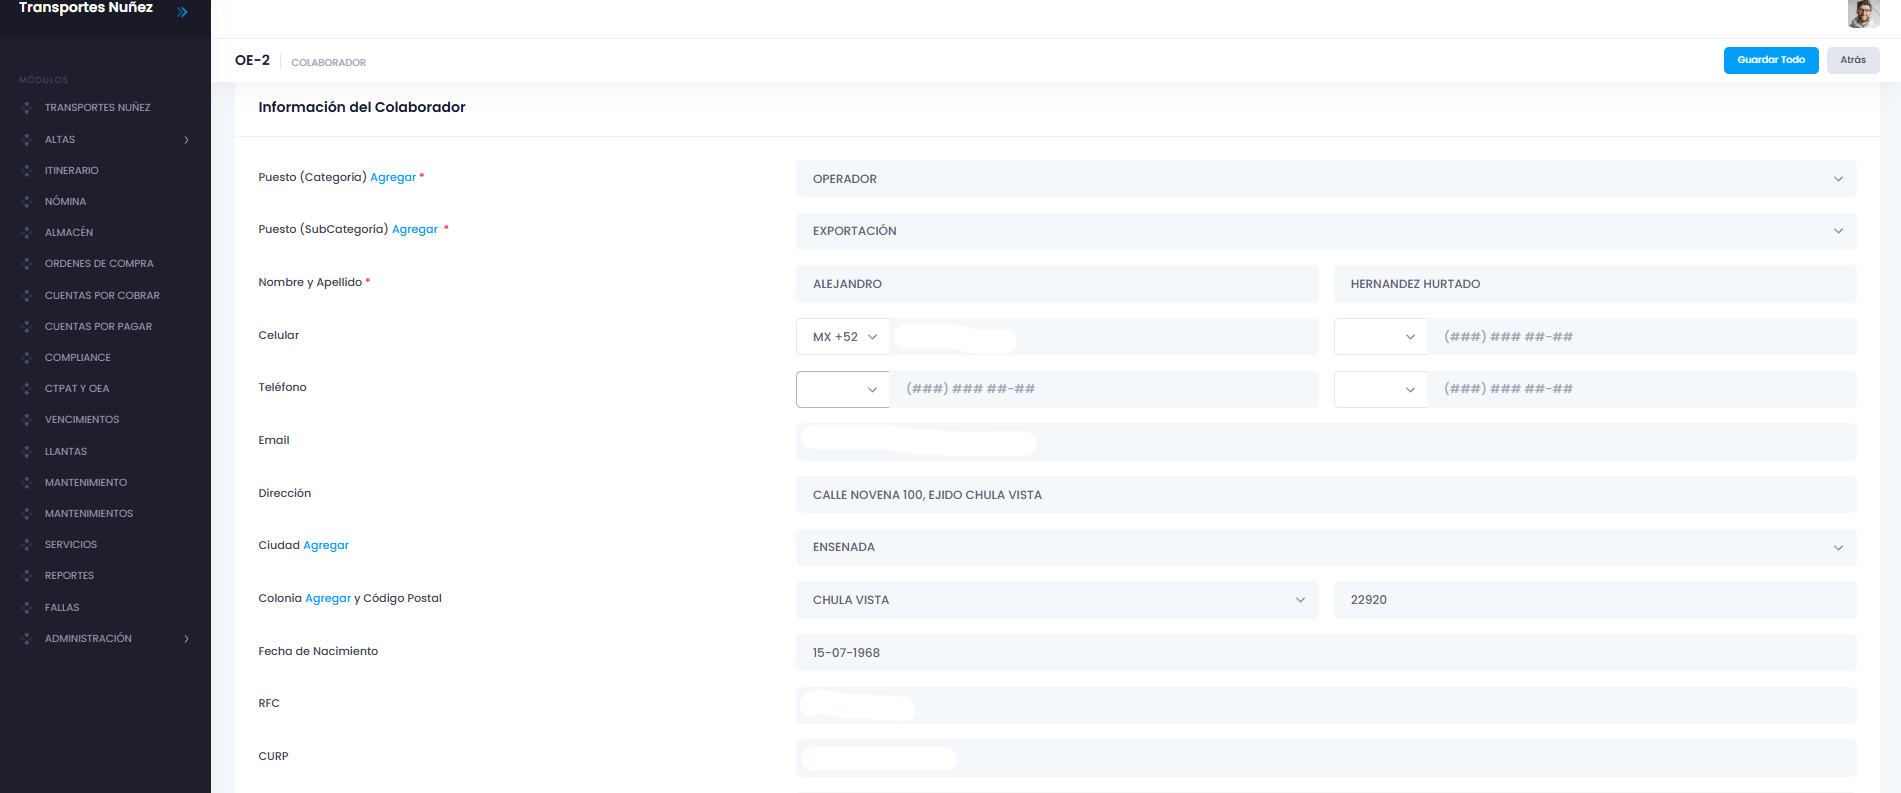 Transportes Nuñez
OE-2
COLABORADOR
Guardar Todo
Atrás
MÓDULOS
TRANSPORTES NUÑEZ
ALTAS
ITINERARIO
NÓMINA
ALMACÉN
ORDENES DE COMPRA
CUENTAS POR COBRAR
CUENTAS POR PAGAR
COMPLIANCE
CTPAT Y OEA
VENCIMIENTOS
LLANTAS
MANTENIMIENTO
MANTENIMIENTOS
SERVICIOS
REPORTES
FALLAS
ADMINISTRACIÓN
Información del Colaborador
Puesto (Categoría) Agregar * OPERADOR
Puesto (SubCategoría) Agregar * EXPORTACIÓN
Nombre y Apellido * ALEJANDRO HERNANDEZ HURTADO
Celular MX +52 (###) ### ##-##
Teléfono (###) ### ##-## (###) ### ##-##
Email
Dirección CALLE NOVENA 100, EJIDO CHULA VISTA
Ciudad Agregar ENSENADA
Colonia Agregar y Código Postal CHULA VISTA 22920
Fecha de Nacimiento 15-07-1968
RFC
CURP